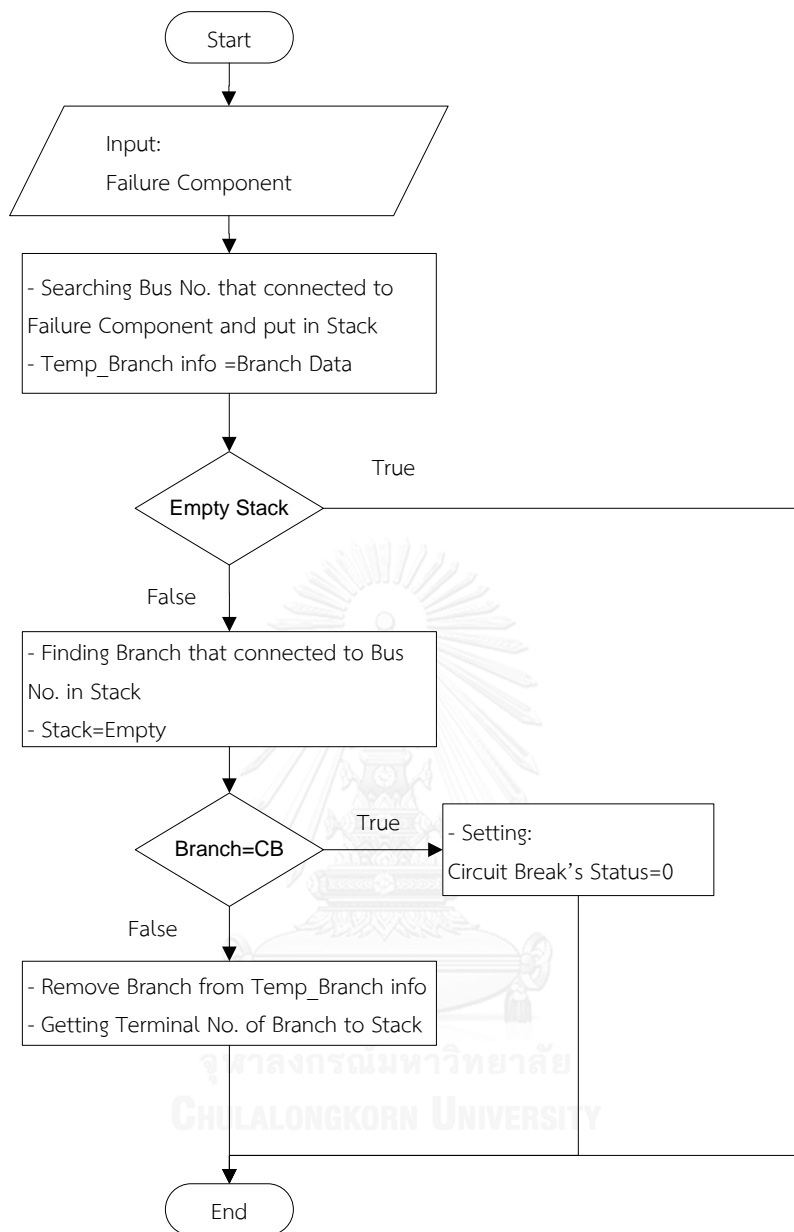 Start
Input:
Failure Component
- Searching Bus No. that connected to
Failure Component and put in Stack
- Temp_Branch info =Branch Data
True
Empty Stack
False
- Finding Branch that connected to Bus
No. in Stack
- Stack=Empty
True
- Setting:
Branch=CB
Circuit Break's Status=0
False
- Remove Branch from Temp_Branch info
- Getting Terminal No. of Branch to Stack
จุฬาลงกรณ์มหาวิทยาลัย
CHULALONGKORN UNIVERSITY
End